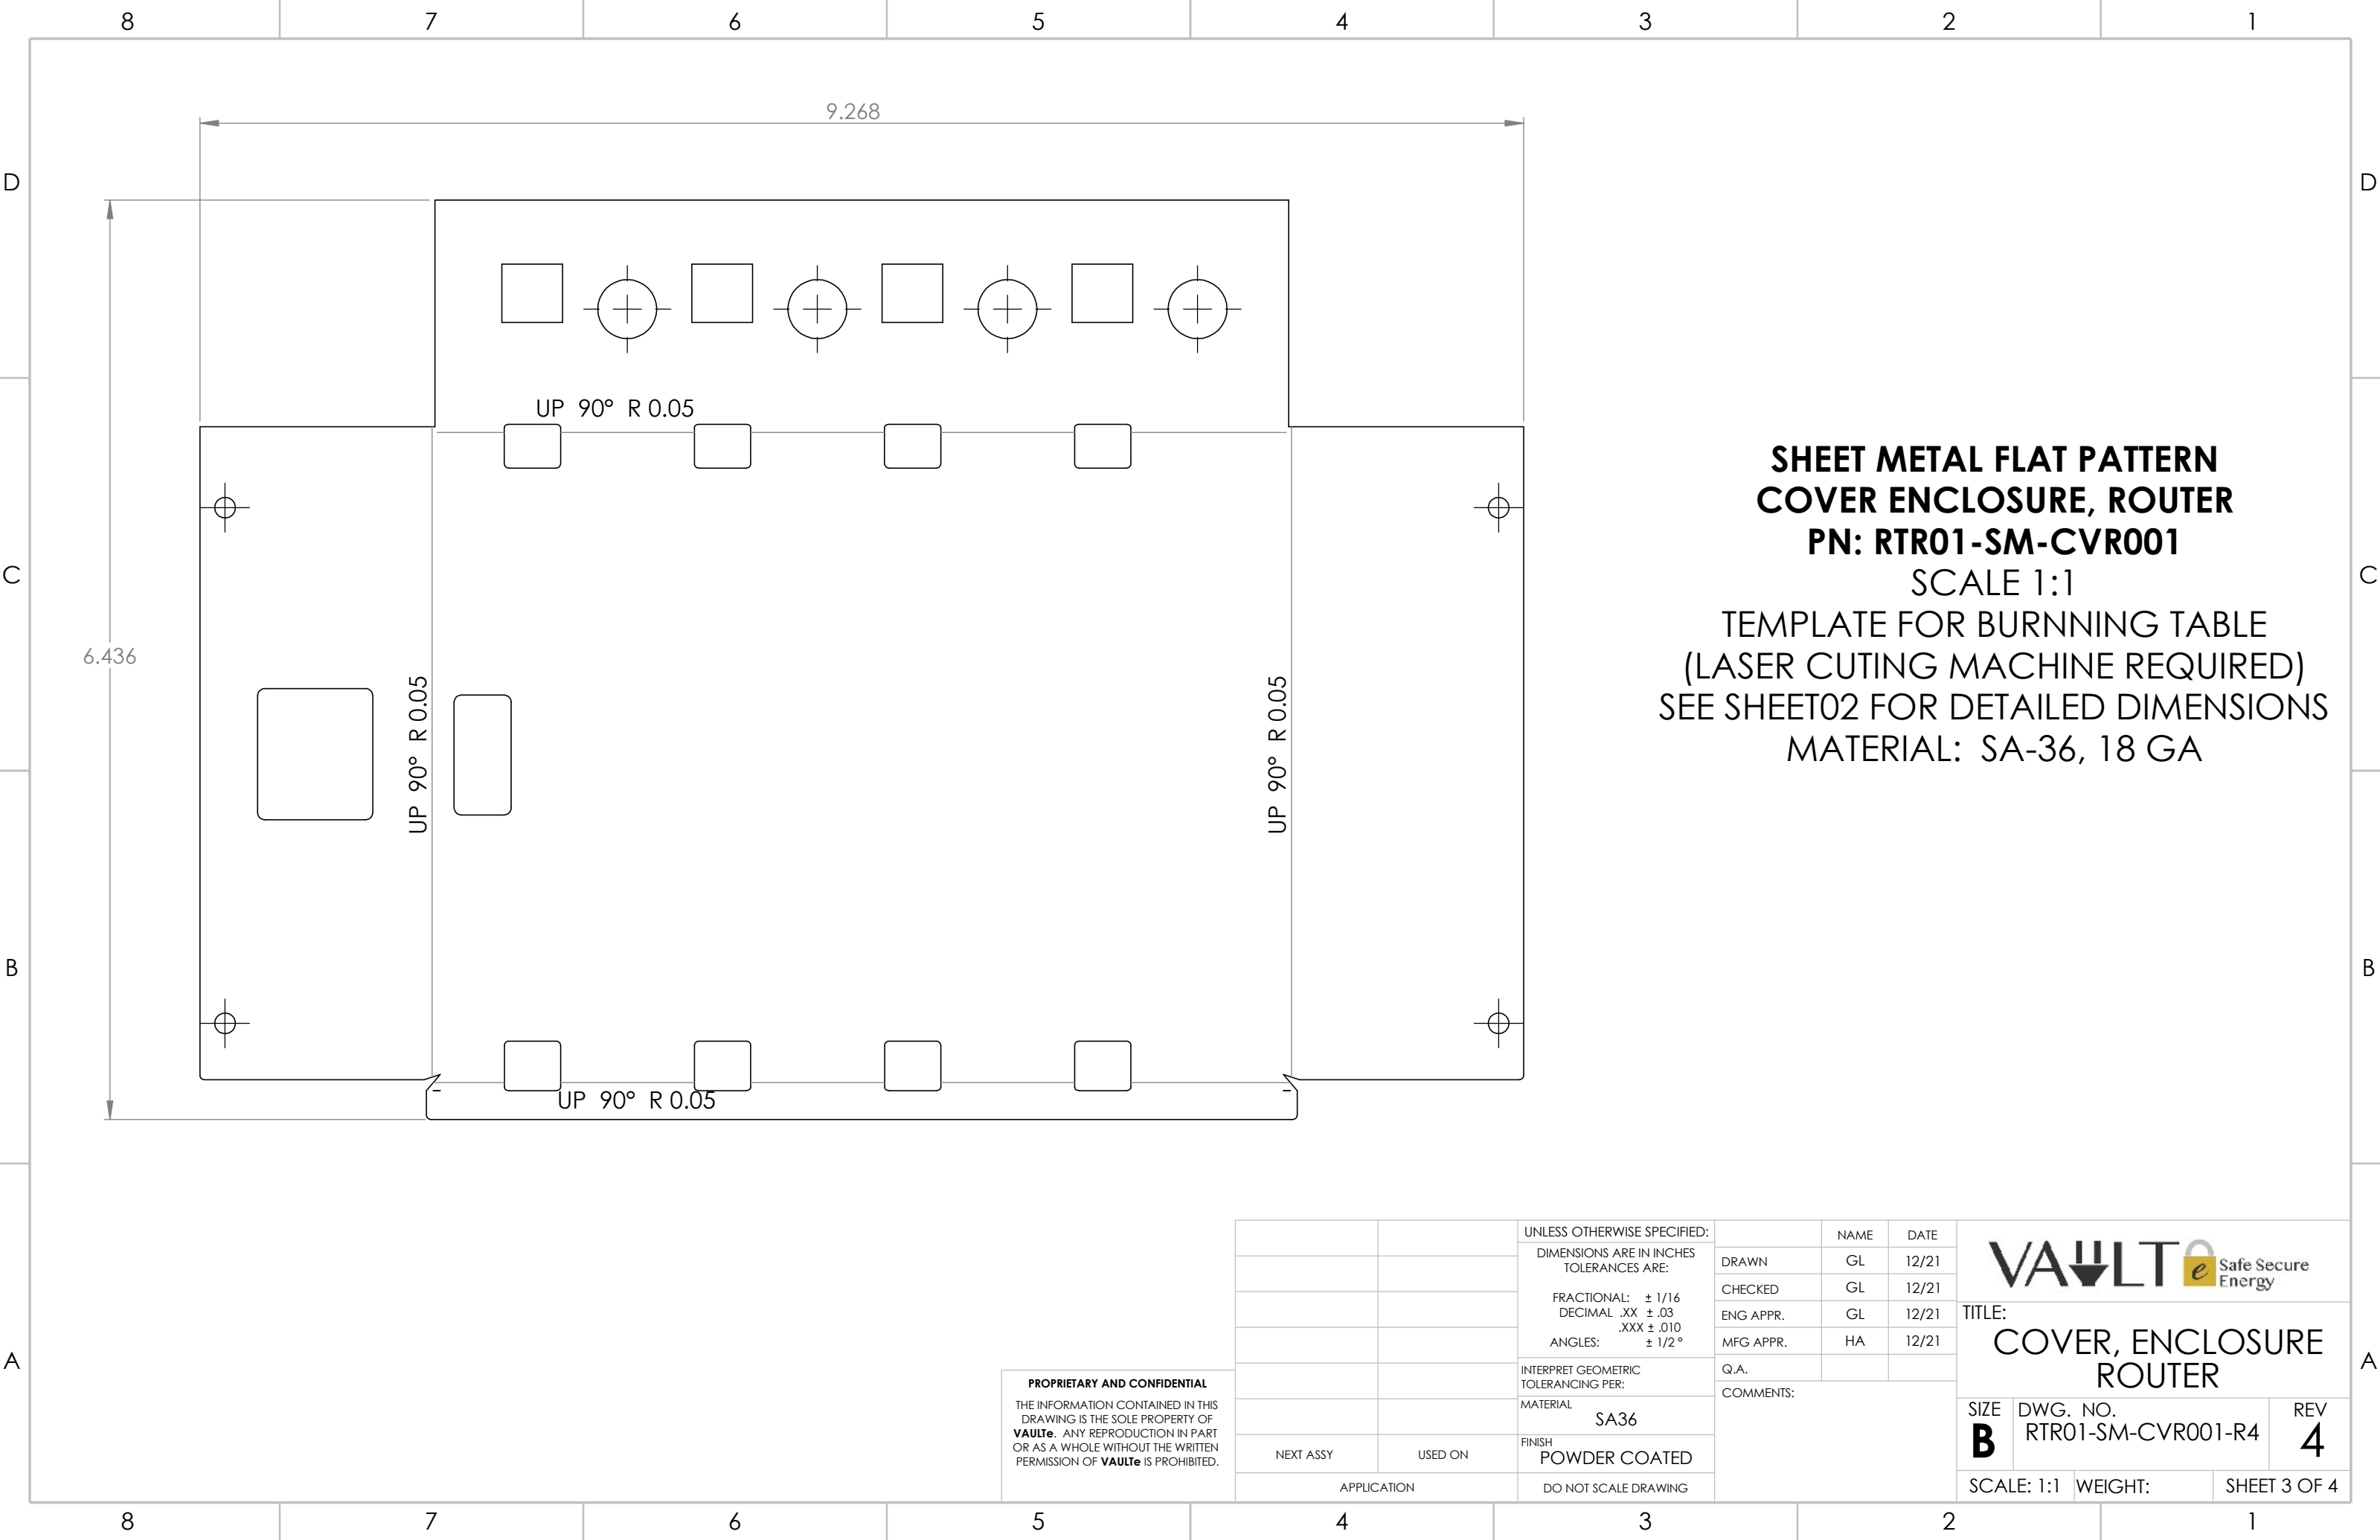 8 7 6 5 4 3 2 1
9.268
D D
UP 90° R 0.05
SHEET METAL FLAT PATTERN
COVER ENCLOSURE, ROUTER
PN: RTR01-SM-CVR001
SCALE 1:1
TEMPLATE FOR BURNNING TABLE
(LASER CUTING MACHINE REQUIRED)
SEE SHEET02 FOR DETAILED DIMENSIONS
MATERIAL: SA-36, 18 GA
C C
6.436
UP 90° R 0.05
UP 90° R 0.05
B B
UP 90° R 0.05
A A
PROPRIETARY AND CONFIDENTIAL
THE INFORMATION CONTAINED IN THIS
DRAWING IS THE SOLE PROPERTY OF
VAULTe. ANY REPRODUCTION IN PART
OR AS A WHOLE WITHOUT THE WRITTEN
PERMISSION OF VAULTe IS PROHIBITED.
NEXT ASSY USED ON
APPLICATION
UNLESS OTHERWISE SPECIFIED:
DIMENSIONS ARE IN INCHES
TOLERANCES ARE:
FRACTIONAL: ± 1/16
DECIMAL .XX ± .03
.XXX ± .010
ANGLES: ± 1/2 °
INTERPRET GEOMETRIC
TOLERANCING PER:
MATERIAL
SA36
FINISH
POWDER COATED
DO NOT SCALE DRAWING
NAME DATE
DRAWN GL 12/21
CHECKED GL 12/21
ENG APPR. GL 12/21
MFG APPR. HA 12/21
Q.A.
COMMENTS:
VAULT e Safe Secure
Energy
TITLE:
COVER, ENCLOSURE
ROUTER
SIZE DWG. NO. REV
B RTR01-SM-CVR001-R4 4
SCALE: 1:1 WEIGHT: SHEET 3 OF 4
8 7 6 5 4 3 2 1